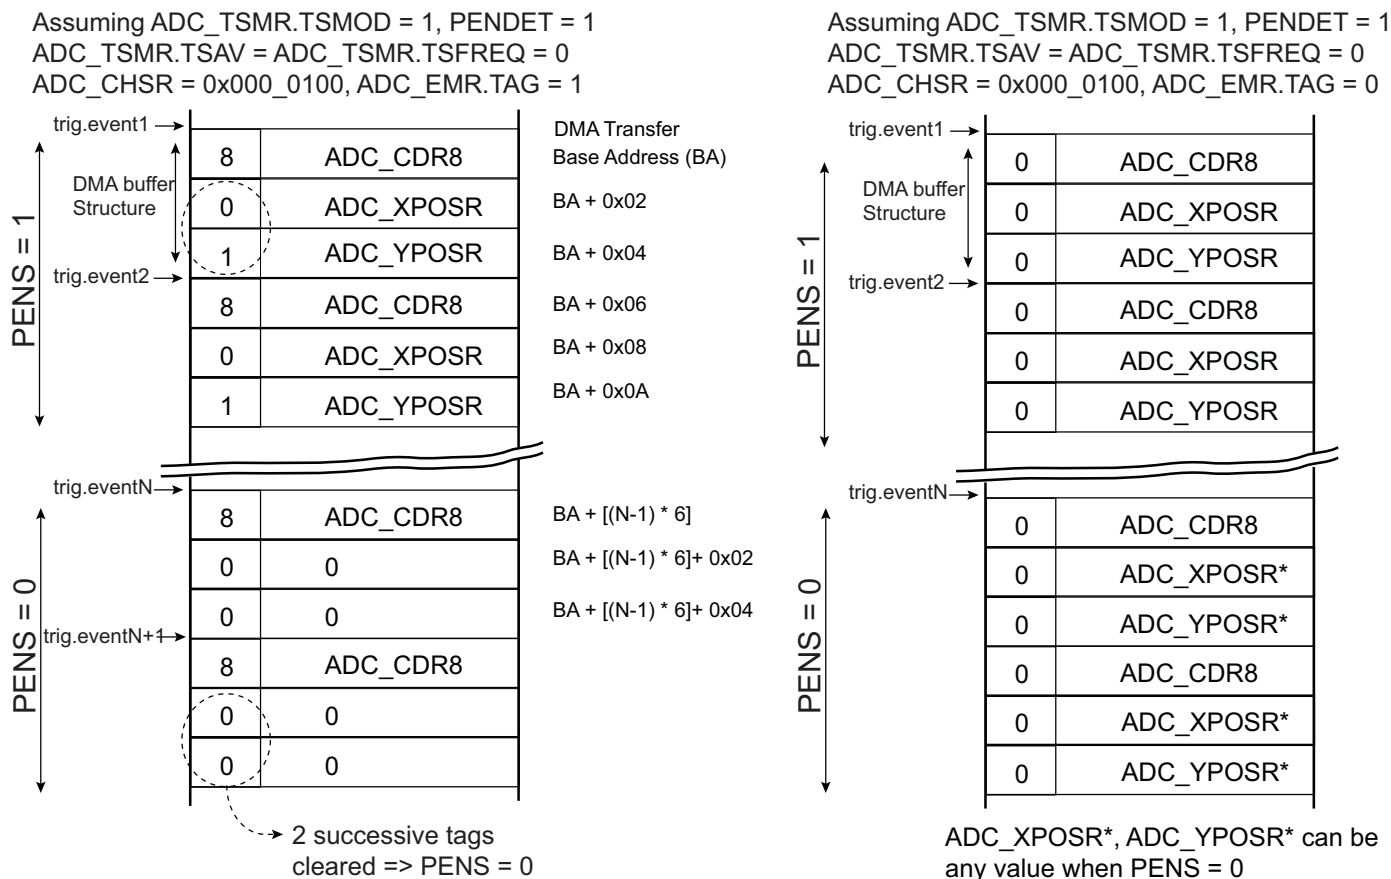 Assuming ADC_TSMR.TSMOD = 1, PENDET = 1
ADC_TSMR.TSAV = ADC_TSMR.TSFREQ = 0
ADC_CHSR = 0x000_0100, ADC_EMR.TAG = 1
trig.event1
DMA Transfer
8 ADC_CDR8 Base Address (BA)
DMA buffer
Structure
0 ADC_XPOSR BA + 0x02
1 ADC_YPOSR BA + 0x04
PENS = 1
trig.event2
8 ADC_CDR8 BA + 0x06
0 ADC_XPOSR BA + 0x08
1 ADC_YPOSR BA + 0x0A
trig.eventN
8 ADC_CDR8 BA + [(N-1) * 6]
0 0 BA + [(N-1) * 6]+ 0x02
0 0 BA + [(N-1) * 6]+ 0x04
PENS = 0
trig.eventN+1
8 ADC_CDR8
0 0
0 0
2 successive tags
cleared => PENS = 0
Assuming ADC_TSMR.TSMOD = 1, PENDET = 1
ADC_TSMR.TSAV = ADC_TSMR.TSFREQ = 0
ADC_CHSR = 0x000_0100, ADC_EMR.TAG = 0
trig.event1
0 ADC_CDR8
DMA buffer
Structure
0 ADC_XPOSR
0 ADC_YPOSR
PENS = 1
trig.event2
0 ADC_CDR8
0 ADC_XPOSR
0 ADC_YPOSR
trig.eventN
0 ADC_CDR8
0 ADC_XPOSR*
0 ADC_YPOSR*
PENS = 0
0 ADC_CDR8
0 ADC_XPOSR*
0 ADC_YPOSR*
ADC_XPOSR*, ADC_YPOSR* can be
any value when PENS = 0